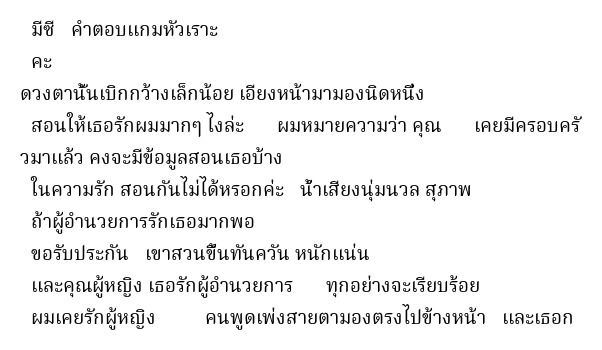 มีซี คำตอบแกมหัวเราะ
คะ
ดวงตานั้นเบิกกว้างเล็กน้อย เอียงหน้ามามองนิดหนึ่ง
สอนให้เธอรักผมมากๆ ไงล่ะ ผมหมายความว่า คุณ เคยมีครอบครั
วมาแล้ว คงจะมีข้อมูลสอนเธอบ้าง
ในความรัก สอนกันไม่ได้หรอกค่ะ น้ำเสียงนุ่มนวล สุภาพ
ถ้าผู้อำนวยการรักเธอมากพอ
ขอรับประกัน เขาสวนขึ้นทันควัน หนักแน่น
และคุณผู้หญิง เธอรักผู้อำนวยการ ทุกอย่างจะเรียบร้อย
ผมเคยรักผู้หญิง คนพูดเพ่งสายตามองตรงไปข้างหน้า และเธอก